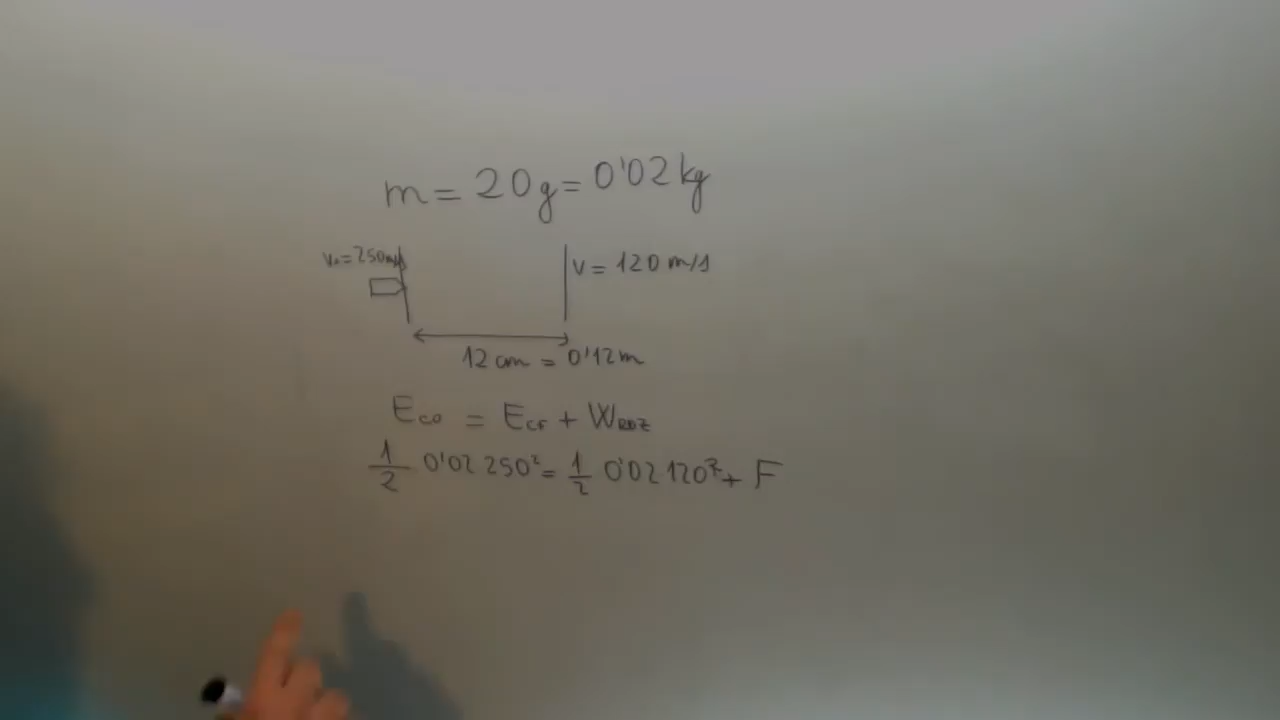 m = 20g = 0'02 kg
v₀ = 250 m/s
v = 120 m/s
12 cm = 0'12 m
Eco = Ecf + WROZ
1/2 0'02 250² = 1/2 0'02 120² + F